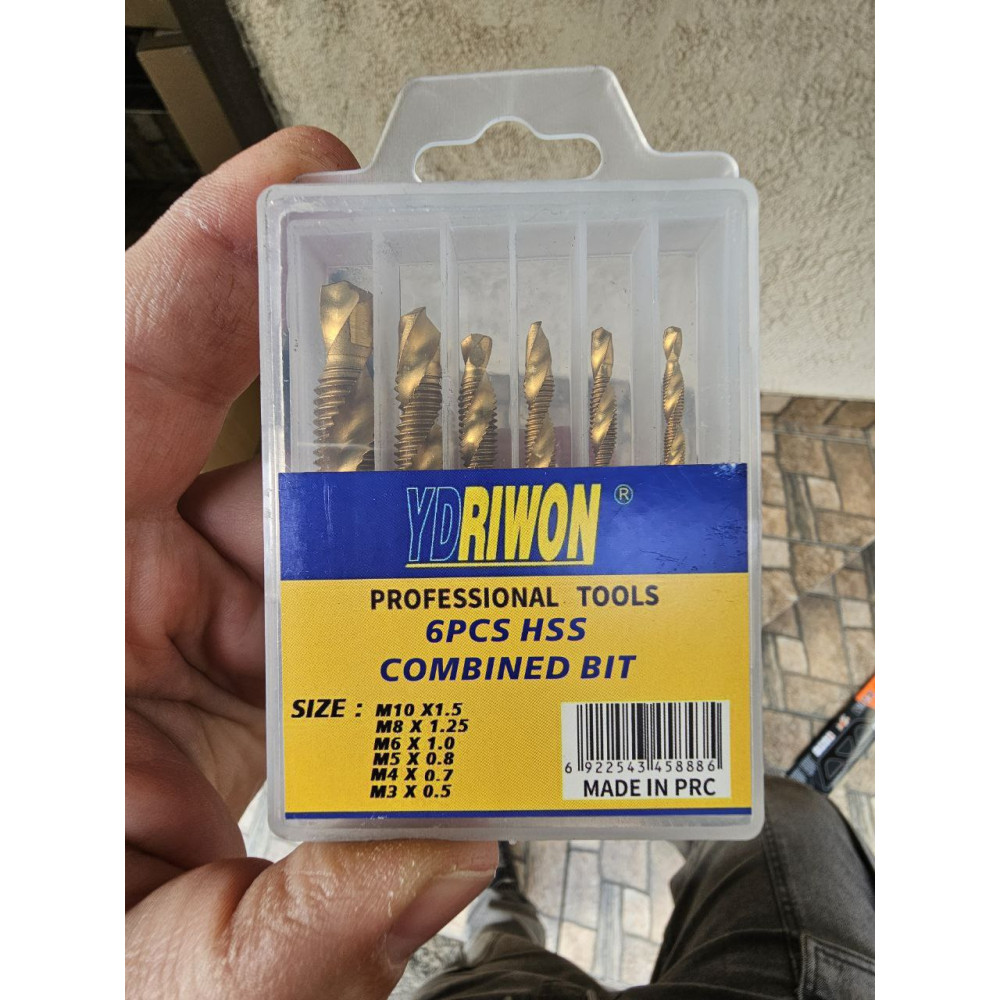 YDRIWON ®
PROFESSIONAL TOOLS
6PCS HSS
COMBINED BIT
SIZE : M10 X1.5
M8 X 1.25
M6 X 1.0
M5 X 0.8
M4 X 0.7
M3 X 0.5
6 922543 458886
MADE IN PRC